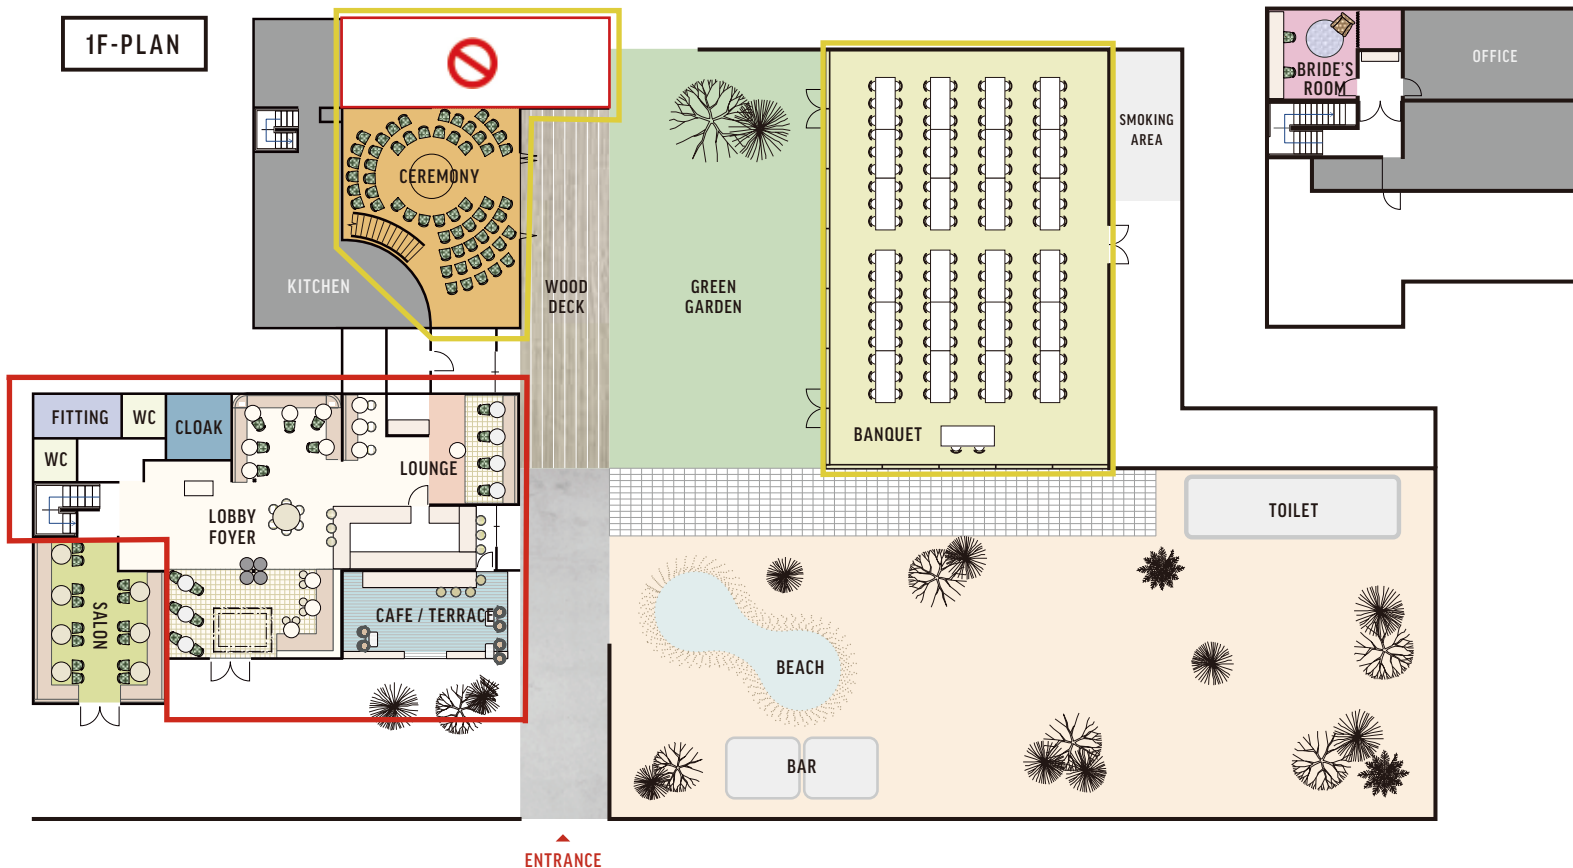 1F-PLAN
OFFICE
BRIDE'S
ROOM
SMOKING
AREA
CEREMONY
KITCHEN
WOOD
DECK
GREEN
GARDEN
FITTING
WC
CLOAK
WC
LOUNGE
BANQUET
LOBBY
FOYER
TOILET
SALON
CAFE / TERRACE
BEACH
BAR
ENTRANCE